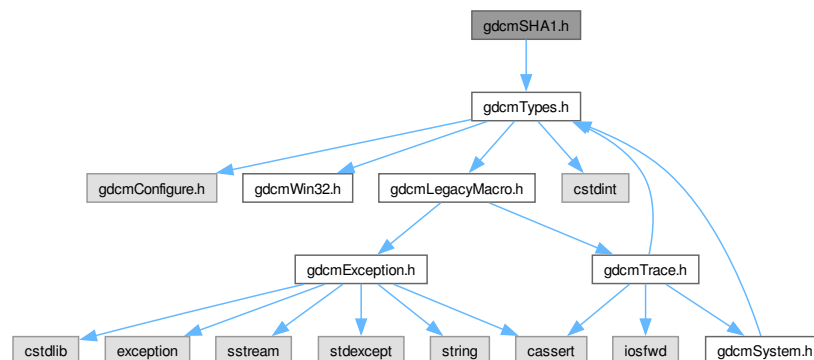 gdcmSHA1.h
gdcmTypes.h
gdcmConfigure.h
gdcmWin32.h
gdcmLegacyMacro.h
cstdint
gdcmException.h
gdcmTrace.h
cstdlib
exception
sstream
stdexcept
string
cassert
iosfwd
gdcmSystem.h